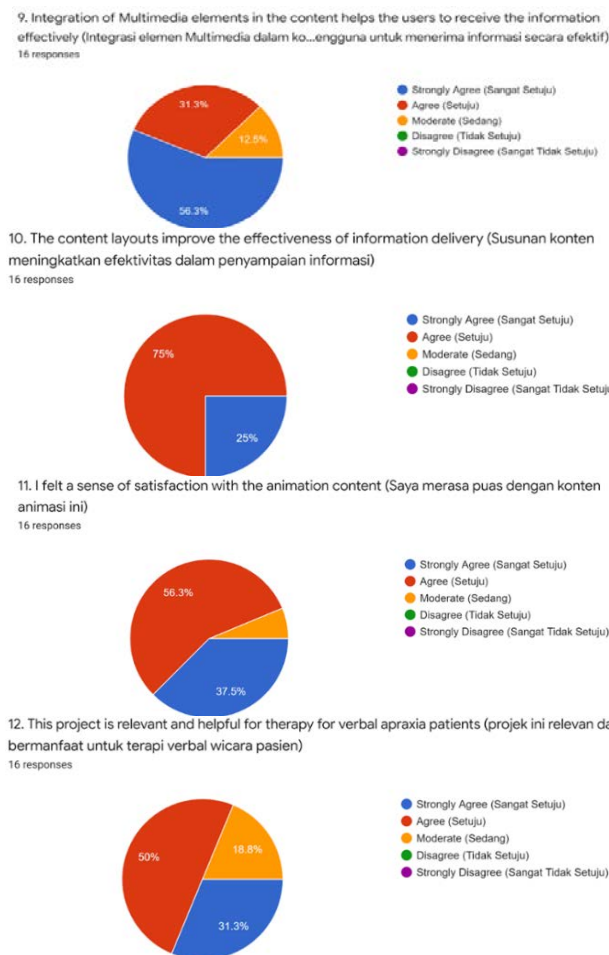 9. Integration of Multimedia elements in the content helps the users to receive the information
effectively (Integrasi elemen Multimedia dalam ko...engguna untuk menerima informasi secara efektif)
16 responses
31.3%
12.5%
56.3%
Strongly Agree (Sangat Setuju)
Agree (Setuju)
Moderate (Sedang)
Disagree (Tidak Setuju)
Strongly Disagree (Sangat Tidak Setuju)
10. The content layouts improve the effectiveness of information delivery (Susunan konten
meningkatkan efektivitas dalam penyampaian informasi)
16 responses
75%
25%
Strongly Agree (Sangat Setuju)
Agree (Setuju)
Moderate (Sedang)
Disagree (Tidak Setuju)
Strongly Disagree (Sangat Tidak Setuju
11. I felt a sense of satisfaction with the animation content (Saya merasa puas dengan konten
animasi ini)
16 responses
56.3%
37.5%
Strongly Agree (Sangat Setuju)
Agree (Setuju)
Moderate (Sedang)
Disagree (Tidak Setuju)
Strongly Disagree (Sangat Tidak Setuju)
12. This project is relevant and helpful for therapy for verbal apraxia patients (projek ini relevan da
bermanfaat untuk terapi verbal wicara pasien)
16 responses
50%
18.8%
31.3%
Strongly Agree (Sangat Setuju)
Agree (Setuju)
Moderate (Sedang)
Disagree (Tidak Setuju)
Strongly Disagree (Sangat Tidak Setuju)